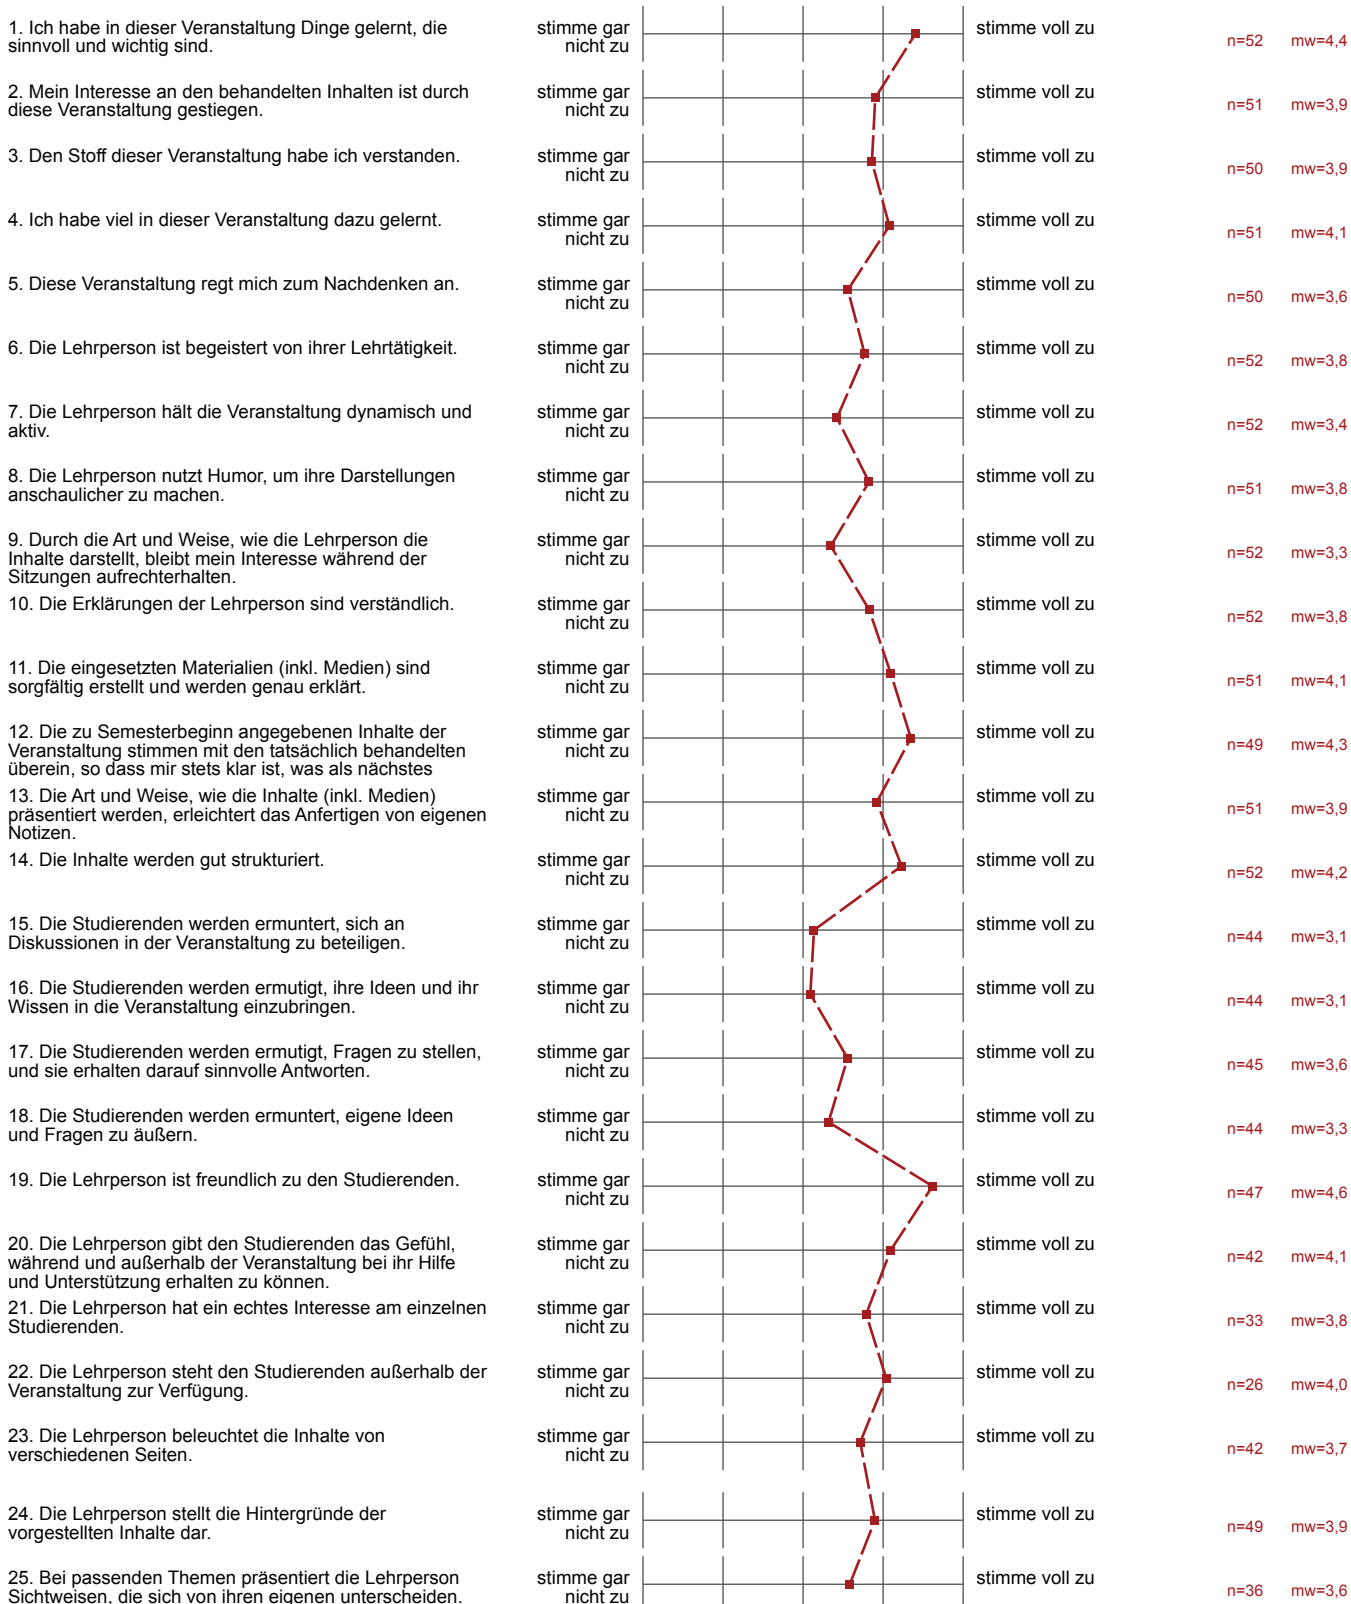 1. Ich habe in dieser Veranstaltung Dinge gelernt, die
sinnvoll und wichtig sind.
stimme gar
nicht zu
stimme voll zu
n=52 mw=4,4
2. Mein Interesse an den behandelten Inhalten ist durch
diese Veranstaltung gestiegen.
stimme gar
nicht zu
stimme voll zu
n=51 mw=3,9
3. Den Stoff dieser Veranstaltung habe ich verstanden.
stimme gar
nicht zu
stimme voll zu
n=50 mw=3,9
4. Ich habe viel in dieser Veranstaltung dazu gelernt.
stimme gar
nicht zu
stimme voll zu
n=51 mw=4,1
5. Diese Veranstaltung regt mich zum Nachdenken an.
stimme gar
nicht zu
stimme voll zu
n=50 mw=3,6
6. Die Lehrperson ist begeistert von ihrer Lehrtätigkeit.
stimme gar
nicht zu
stimme voll zu
n=52 mw=3,8
7. Die Lehrperson hält die Veranstaltung dynamisch und
aktiv.
stimme gar
nicht zu
stimme voll zu
n=52 mw=3,4
8. Die Lehrperson nutzt Humor, um ihre Darstellungen
anschaulicher zu machen.
stimme gar
nicht zu
stimme voll zu
n=51 mw=3,8
9. Durch die Art und Weise, wie die Lehrperson die
Inhalte darstellt, bleibt mein Interesse während der
Sitzungen aufrechterhalten.
stimme gar
nicht zu
stimme voll zu
n=52 mw=3,3
10. Die Erklärungen der Lehrperson sind verständlich.
stimme gar
nicht zu
stimme voll zu
n=52 mw=3,8
11. Die eingesetzten Materialien (inkl. Medien) sind
sorgfältig erstellt und werden genau erklärt.
stimme gar
nicht zu
stimme voll zu
n=51 mw=4,1
12. Die zu Semesterbeginn angegebenen Inhalte der
Veranstaltung stimmen mit den tatsächlich behandelten
überein, so dass mir stets klar ist, was als nächstes
stimme gar
nicht zu
stimme voll zu
n=49 mw=4,3
13. Die Art und Weise, wie die Inhalte (inkl. Medien)
präsentiert werden, erleichtert das Anfertigen von eigenen
Notizen.
stimme gar
nicht zu
stimme voll zu
n=51 mw=3,9
14. Die Inhalte werden gut strukturiert.
stimme gar
nicht zu
stimme voll zu
n=52 mw=4,2
15. Die Studierenden werden ermuntert, sich an
Diskussionen in der Veranstaltung zu beteiligen.
stimme gar
nicht zu
stimme voll zu
n=44 mw=3,1
16. Die Studierenden werden ermutigt, ihre Ideen und ihr
Wissen in die Veranstaltung einzubringen.
stimme gar
nicht zu
stimme voll zu
n=44 mw=3,1
17. Die Studierenden werden ermutigt, Fragen zu stellen,
und sie erhalten darauf sinnvolle Antworten.
stimme gar
nicht zu
stimme voll zu
n=45 mw=3,6
18. Die Studierenden werden ermuntert, eigene Ideen
und Fragen zu äußern.
stimme gar
nicht zu
stimme voll zu
n=44 mw=3,3
19. Die Lehrperson ist freundlich zu den Studierenden.
stimme gar
nicht zu
stimme voll zu
n=47 mw=4,6
20. Die Lehrperson gibt den Studierenden das Gefühl,
während und außerhalb der Veranstaltung bei ihr Hilfe
und Unterstützung erhalten zu können.
stimme gar
nicht zu
stimme voll zu
n=42 mw=4,1
21. Die Lehrperson hat ein echtes Interesse am einzelnen
Studierenden.
stimme gar
nicht zu
stimme voll zu
n=33 mw=3,8
22. Die Lehrperson steht den Studierenden außerhalb der
Veranstaltung zur Verfügung.
stimme gar
nicht zu
stimme voll zu
n=26 mw=4,0
23. Die Lehrperson beleuchtet die Inhalte von
verschiedenen Seiten.
stimme gar
nicht zu
stimme voll zu
n=42 mw=3,7
24. Die Lehrperson stellt die Hintergründe der
vorgestellten Inhalte dar.
stimme gar
nicht zu
stimme voll zu
n=49 mw=3,9
25. Bei passenden Themen präsentiert die Lehrperson
Sichtweisen, die sich von ihren eigenen unterscheiden.
stimme gar
nicht zu
stimme voll zu
n=36 mw=3,6